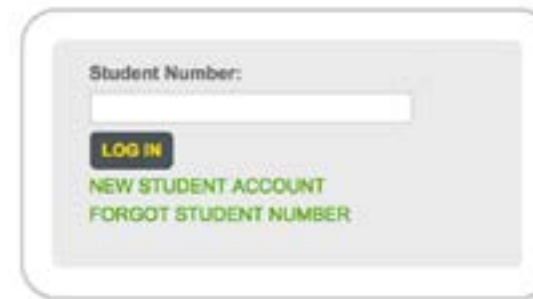 Student Number:
LOG IN
NEW STUDENT ACCOUNT
FORGOT STUDENT NUMBER